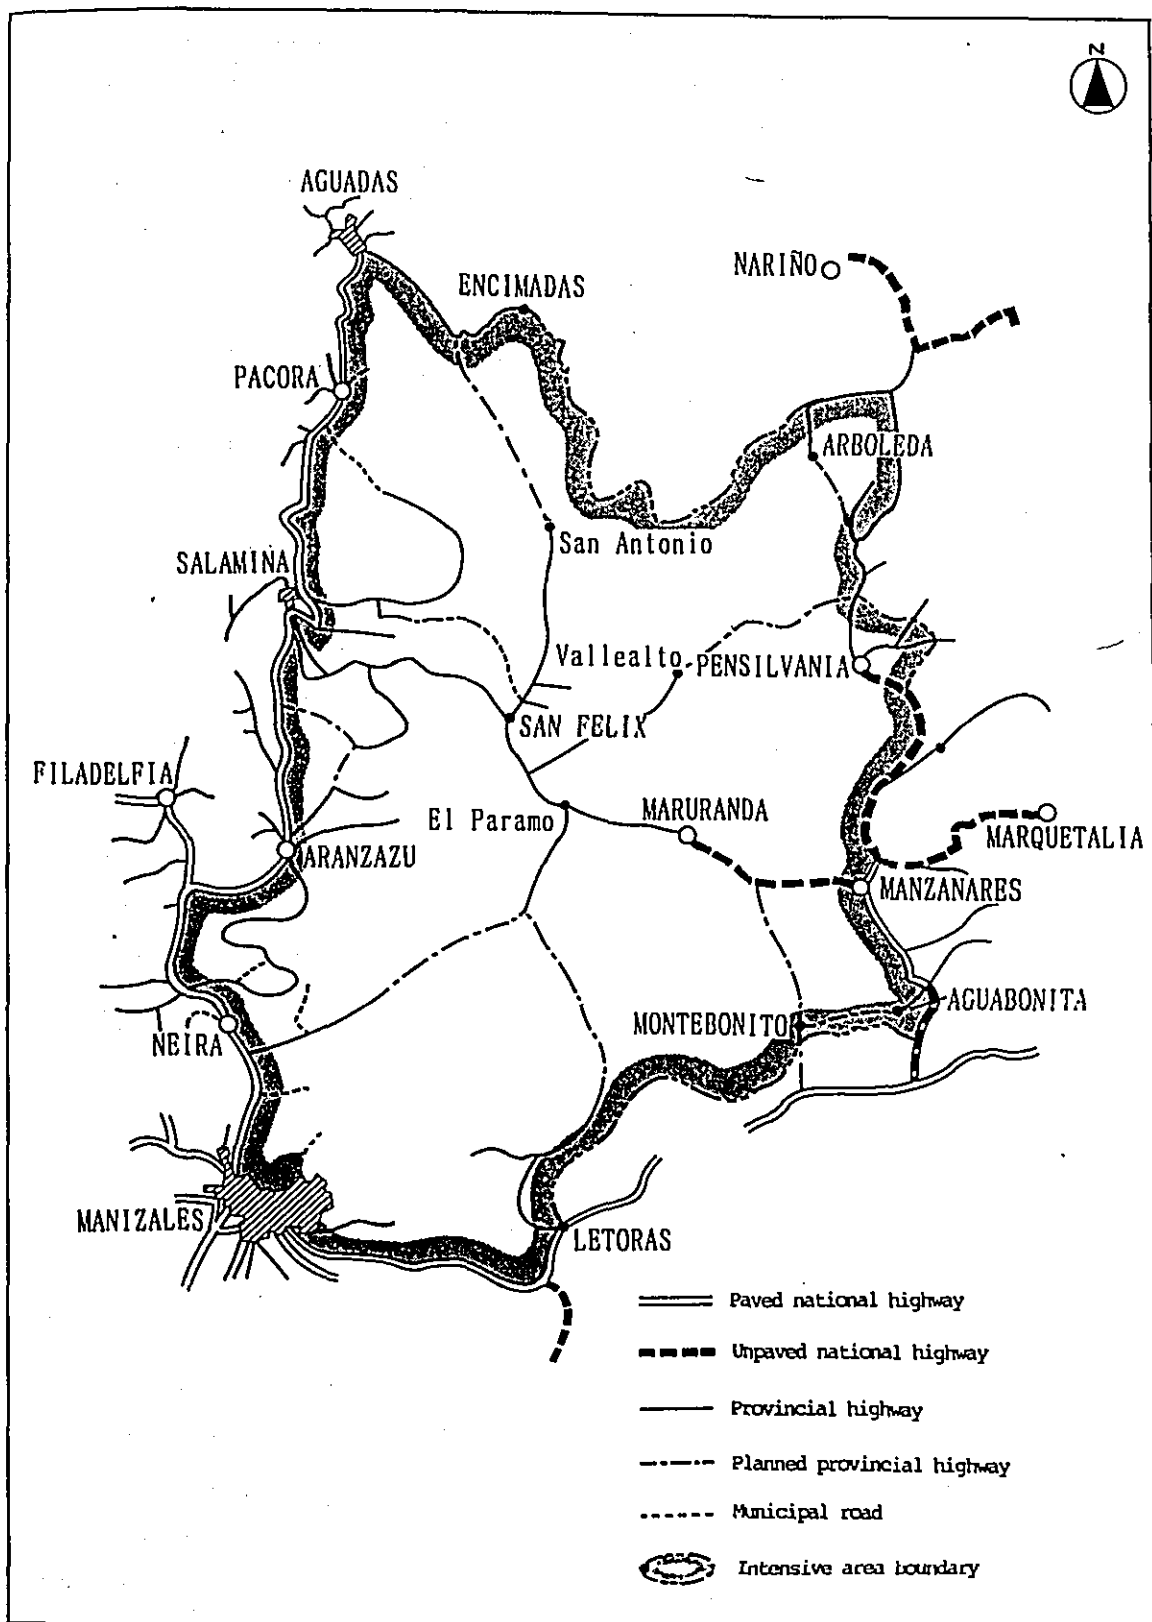 N
AGUADAS
NARIÑO
ENCIMADAS
PACORA
ARBOLEDA
San Antonio
SALAMINA
Vallealto
PENSILVANIA
SAN FELIX
FILADELFIA
El Paramo
MARURANDA
MARQUETALIA
ARANZAZU
MANZANARES
AGUABONITA
MONTEBONITO
NEIRA
MANIZALES
LETORAS
Paved national highway
Unpaved national highway
Provincial highway
Planned provincial highway
Municipal road
Intensive area boundary